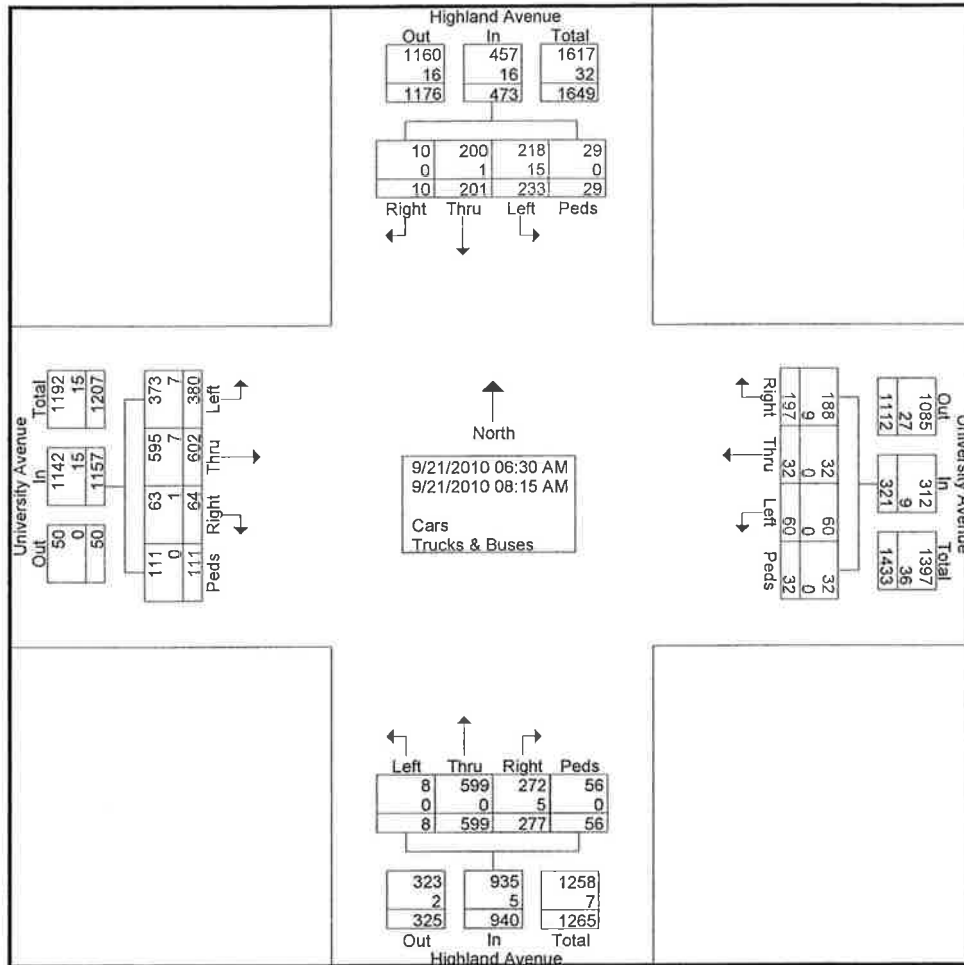 Highland Avenue
Out In Total
1160 457 1617
16 16 32
1176 473 1649
10 200 218 29
0 1 15 0
10 201 233 29
Right Thru Left Peds
University Avenue
Total In Out
1192 1142 50
15 15 0
1207 1157 50
373 595 63 111
7 7 1 0
380 602 64 111
Left Thru Right Peds
North
9/21/2010 06:30 AM
9/21/2010 08:15 AM
Cars
Trucks & Buses
Right Thru Left Peds
188 32 60 32
9 0 0 0
197 32 60 32
University Avenue
Out In Total
1085 312 1397
27 9 36
1112 321 1433
Left Thru Right Peds
8 599 272 56
0 0 5 0
8 599 277 56
323 935 1258
2 5 7
325 940 1265
Out In Total
Highland Avenue